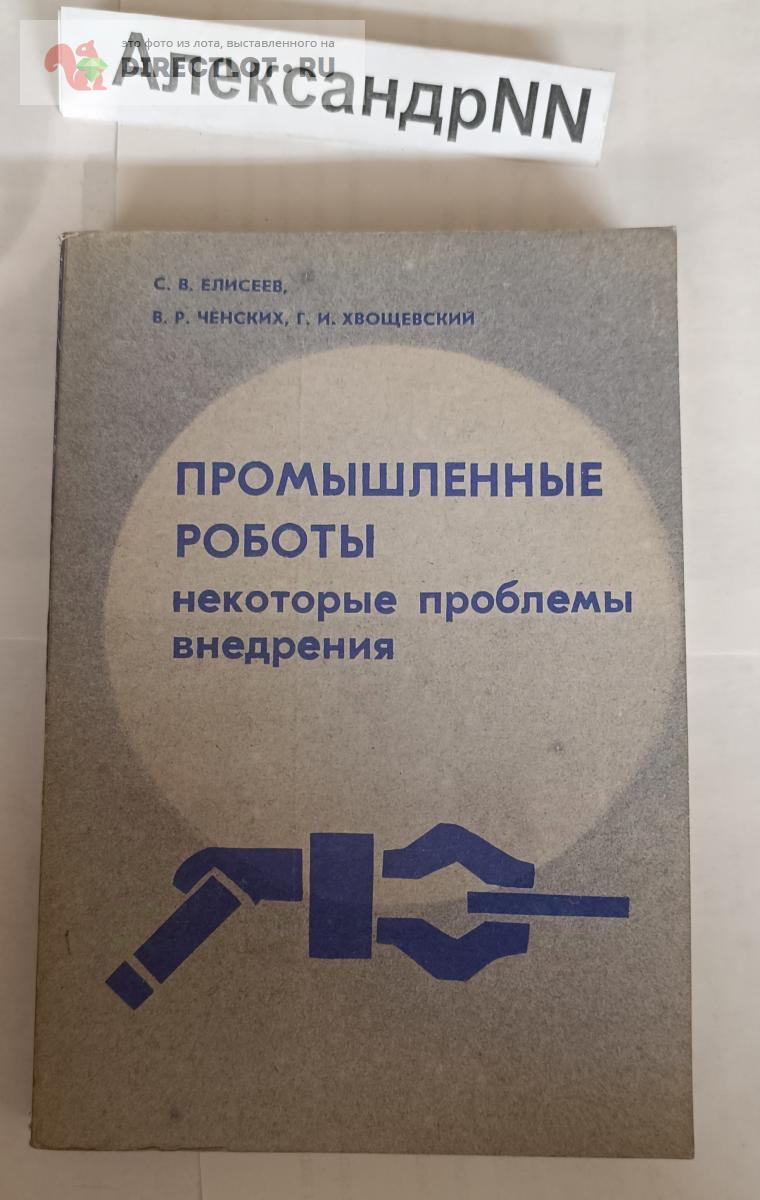 это фото из лота, выставленного на
DIRECTLOT.RU
АлександрNN
С. В. ЕЛИСЕЕВ,
В. Р. ЧЕНСКИХ, Г. И. ХВОЩЕВСКИЙ
ПРОМЫШЛЕННЫЕ
РОБОТЫ
некоторые проблемы
внедрения